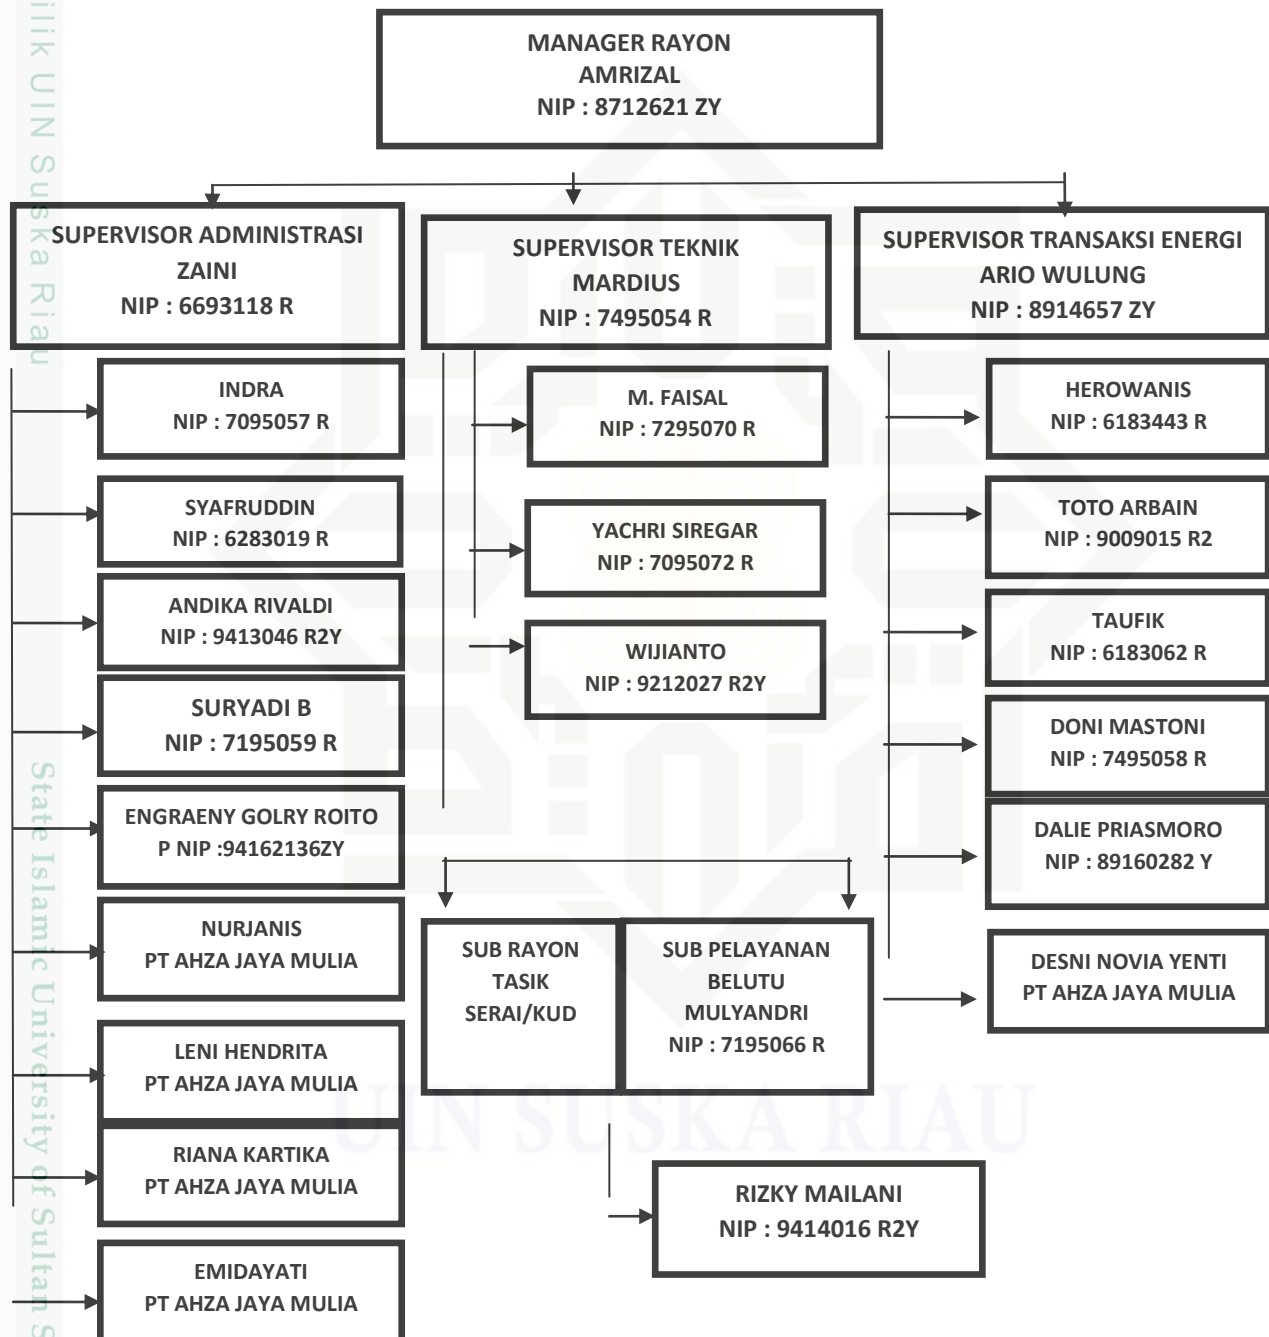 MANAGER RAYON
AMRIZAL
NIP : 8712621 ZY
SUPERVISOR ADMINISTRASI
ZAINI
NIP : 6693118 R
SUPERVISOR TEKNIK
MARDIUS
NIP : 7495054 R
SUPERVISOR TRANSAKSI ENERGI
ARIO WULUNG
NIP : 8914657 ZY
INDRA
NIP : 7095057 R
SYAFRUDDIN
NIP : 6283019 R
ANDIKA RIVALDI
NIP : 9413046 R2Y
SURYADI B
NIP : 7195059 R
ENGRAENY GOLRY ROITO
P NIP :94162136ZY
NURJANIS
PT AHZA JAYA MULIA
LENI HENDRITA
PT AHZA JAYA MULIA
RIANA KARTIKA
PT AHZA JAYA MULIA
EMIDAYATI
PT AHZA JAYA MULIA
M. FAISAL
NIP : 7295070 R
YACHRI SIREGAR
NIP : 7095072 R
WIJIANTO
NIP : 9212027 R2Y
SUB RAYON
TASIK
SERAI/KUD
SUB PELAYANAN
BELUTU
MULYANDRI
NIP : 7195066 R
RIZKY MAILANI
NIP : 9414016 R2Y
HEROWANIS
NIP : 6183443 R
TOTO ARBAIN
NIP : 9009015 R2
TAUFIK
NIP : 6183062 R
DONI MASTONI
NIP : 7495058 R
DALIE PRIASMORO
NIP : 89160282 Y
DESNI NOVIA YENTI
PT AHZA JAYA MULIA
UIN SUSKA RIAU
ilik UIN Suska Riau
State Islamic University of Sultan S